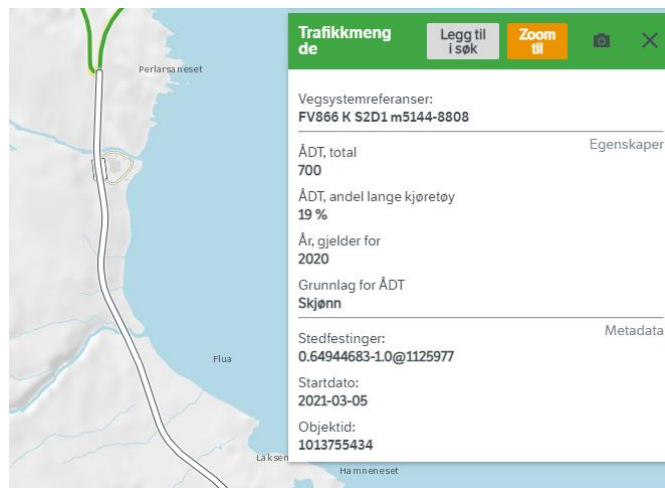 Trafikkmeng
de
Legg til
i søk
Zoom
til
Vegsystemreferanser:
FV866 K S2D1 m5144-8808
Egenskaper
ÅDT, total
700
ÅDT, andel lange kjøretøy
19 %
År, gjelder for
2020
Grunnlag for ÅDT
Skjønn
Metadata
Stedfestinger:
0.64944683-1.0@1125977
Startdato:
2021-03-05
Objektid:
1013755434
Perlarsaneset
Flua
Laksen
Hamneneset